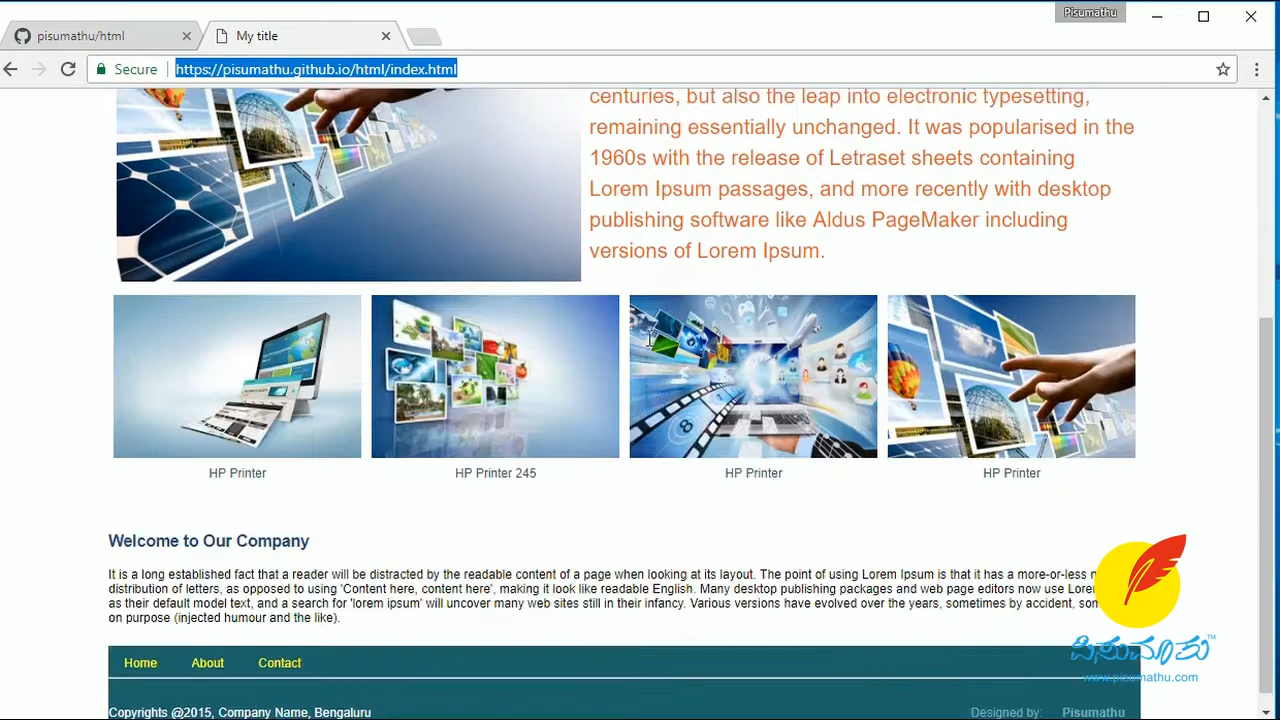 Pisumathu
pisumathu/html
My title
Secure
https://pisumathu.github.io/html/index.html
centuries, but also the leap into electronic typesetting,
remaining essentially unchanged. It was popularised in the
1960s with the release of Letraset sheets containing
Lorem Ipsum passages, and more recently with desktop
publishing software like Aldus PageMaker including
versions of Lorem Ipsum.
HP Printer
HP Printer 245
HP Printer
HP Printer
Welcome to Our Company
It is a long established fact that a reader will be distracted by the readable content of a page when looking at its layout. The point of using Lorem Ipsum is that it has a more-or-less
distribution of letters, as opposed to using 'Content here, content here', making it look like readable English. Many desktop publishing packages and web page editors now use
as their default model text, and a search for 'lorem ipsum' will uncover many web sites still in their infancy. Various versions have evolved over the years, sometimes by accident,
on purpose (injected humour and the like).
ಪಿಸುಮಾತು™
www.pisumathu.com
Home About Contact
Copyrights @2015, Company Name, Bengaluru
Designed by: Pisumathu